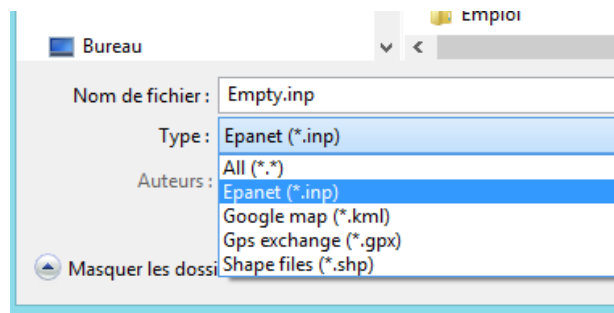 Emploi
Bureau
Nom de fichier : Empty.inp
Type : Epanet (*.inp)
Auteurs :
All (*.*)
Epanet (*.inp)
Google map (*.kml)
Gps exchange (*.gpx)
Shape files (*.shp)
Masquer les dossi